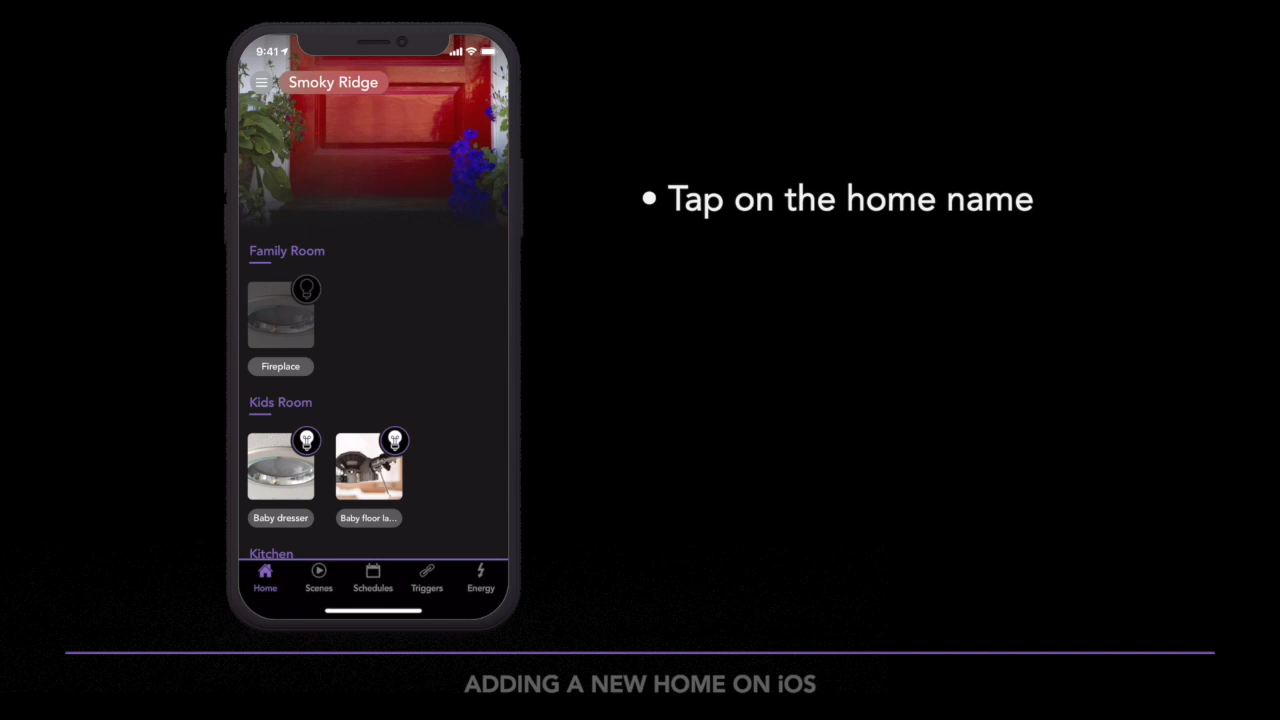 9:41
Smoky Ridge
• Tap on the home name
Family Room
Fireplace
Kids Room
Baby dresser
Baby floor la...
Kitchen
Home
Scenes
Schedules
Triggers
Energy
ADDING A NEW HOME ON iOS